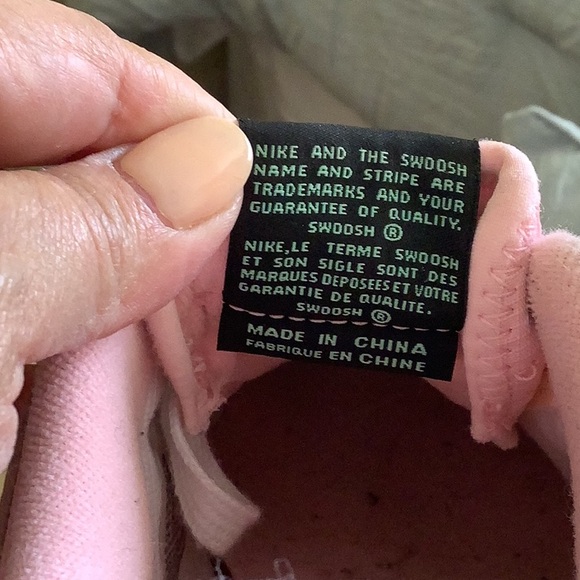 NIKE AND THE SWOOSH
NAME AND STRIPE ARE
TRADEMARKS AND YOUR
GUARANTEE OF QUALITY.
SWOOSH ®
NIKE,LE TERME SWOOSH
ET SON SIGLE SONT DES
MARQUES DEPOSEES ET VOTRE
GARANTIE DE QUALITE.
SWOOSH ®
MADE IN CHINA
FABRIQUE EN CHINE